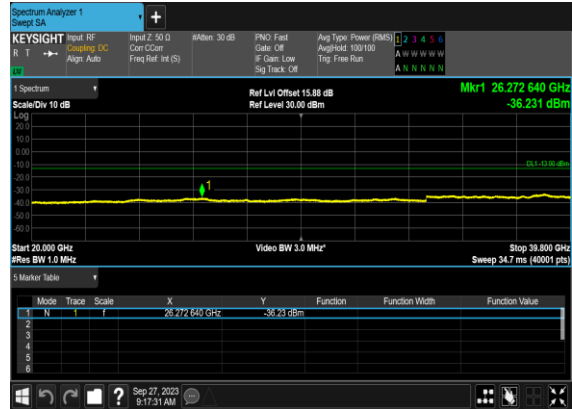 Spectrum Analyzer 1
Swept SA
+
KEYSIGHT Input: RF Input Z: 50 Ω #Atten: 30 dB PNO: Fast Avg Type: Power (RMS) 1 2 3 4 5 6
R T Coupling: DC Corr CCorr Gate: Off Avg|Hold: 100/100 A W W W W W
Align: Auto Freq Ref: Int (S) IF Gain: Low Trig: Free Run
Sig Track: Off A N N N N N
1 Spectrum Ref Lvl Offset 15.88 dB Mkr1 26.272 640 GHz
Scale/Div 10 dB Ref Level 30.00 dBm -36.231 dBm
Log
20.0
10.0
0.00
-10.0
DL1 -13.00 dBm
-20.0
1
-30.0
-40.0
-50.0
-60.0
Start 20.000 GHz Video BW 3.0 MHz* Stop 39.800 GHz
#Res BW 1.0 MHz Sweep 34.7 ms (40001 pts)
5 Marker Table
Mode Trace Scale X Y Function Function Width Function Value
1 N 1 f 26.272 640 GHz -36.23 dBm
2
3
4
5
6
? Sep 27, 2023
9:17:31 AM